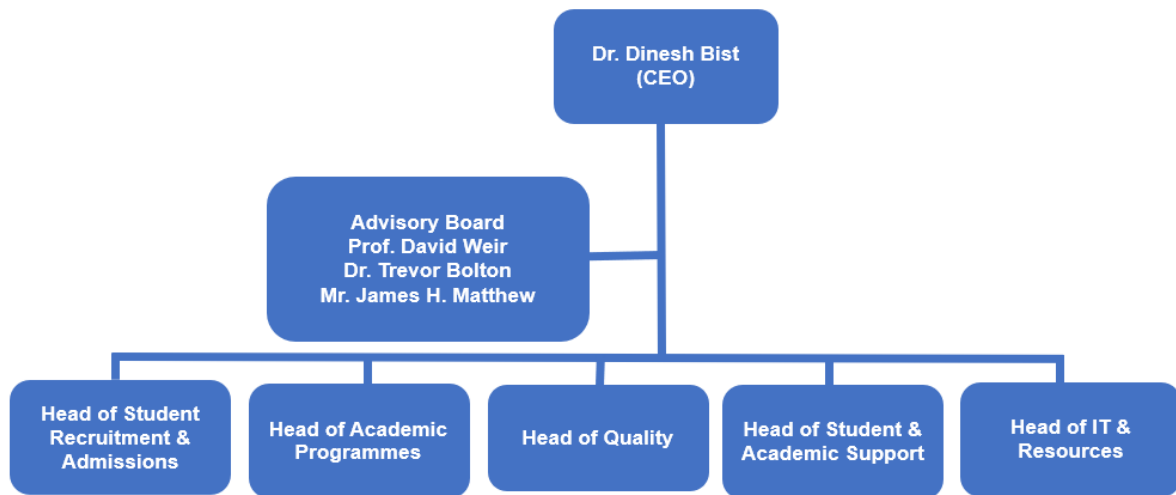 Dr. Dinesh Bist
(CEO)
Advisory Board
Prof. David Weir
Dr. Trevor Bolton
Mr. James H. Matthew
Head of Student
Recruitment &
Admissions
Head of Academic
Programmes
Head of Quality
Head of Student &
Academic Support
Head of IT &
Resources